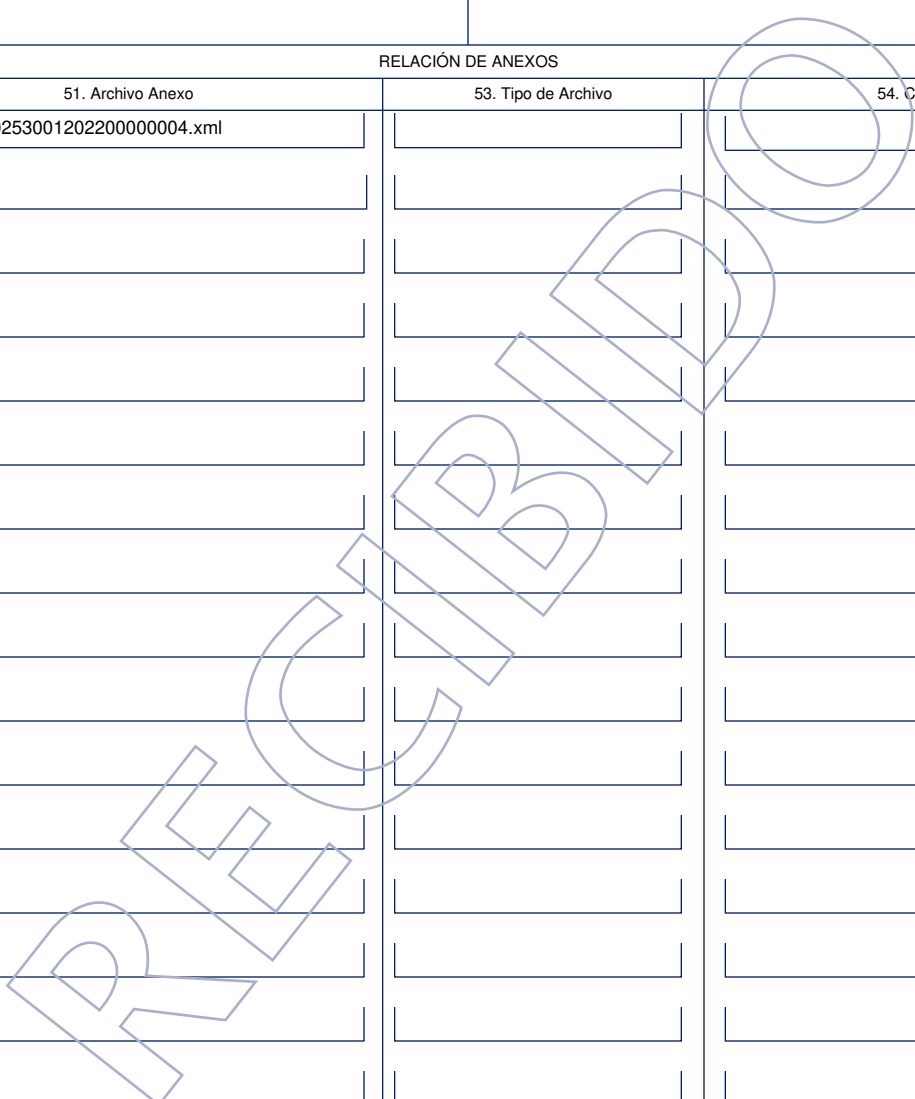 RELACIÓN DE ANEXOS
51. Archivo Anexo 53. Tipo de Archivo 54.
253001202200000004.xml
RECIBIDO